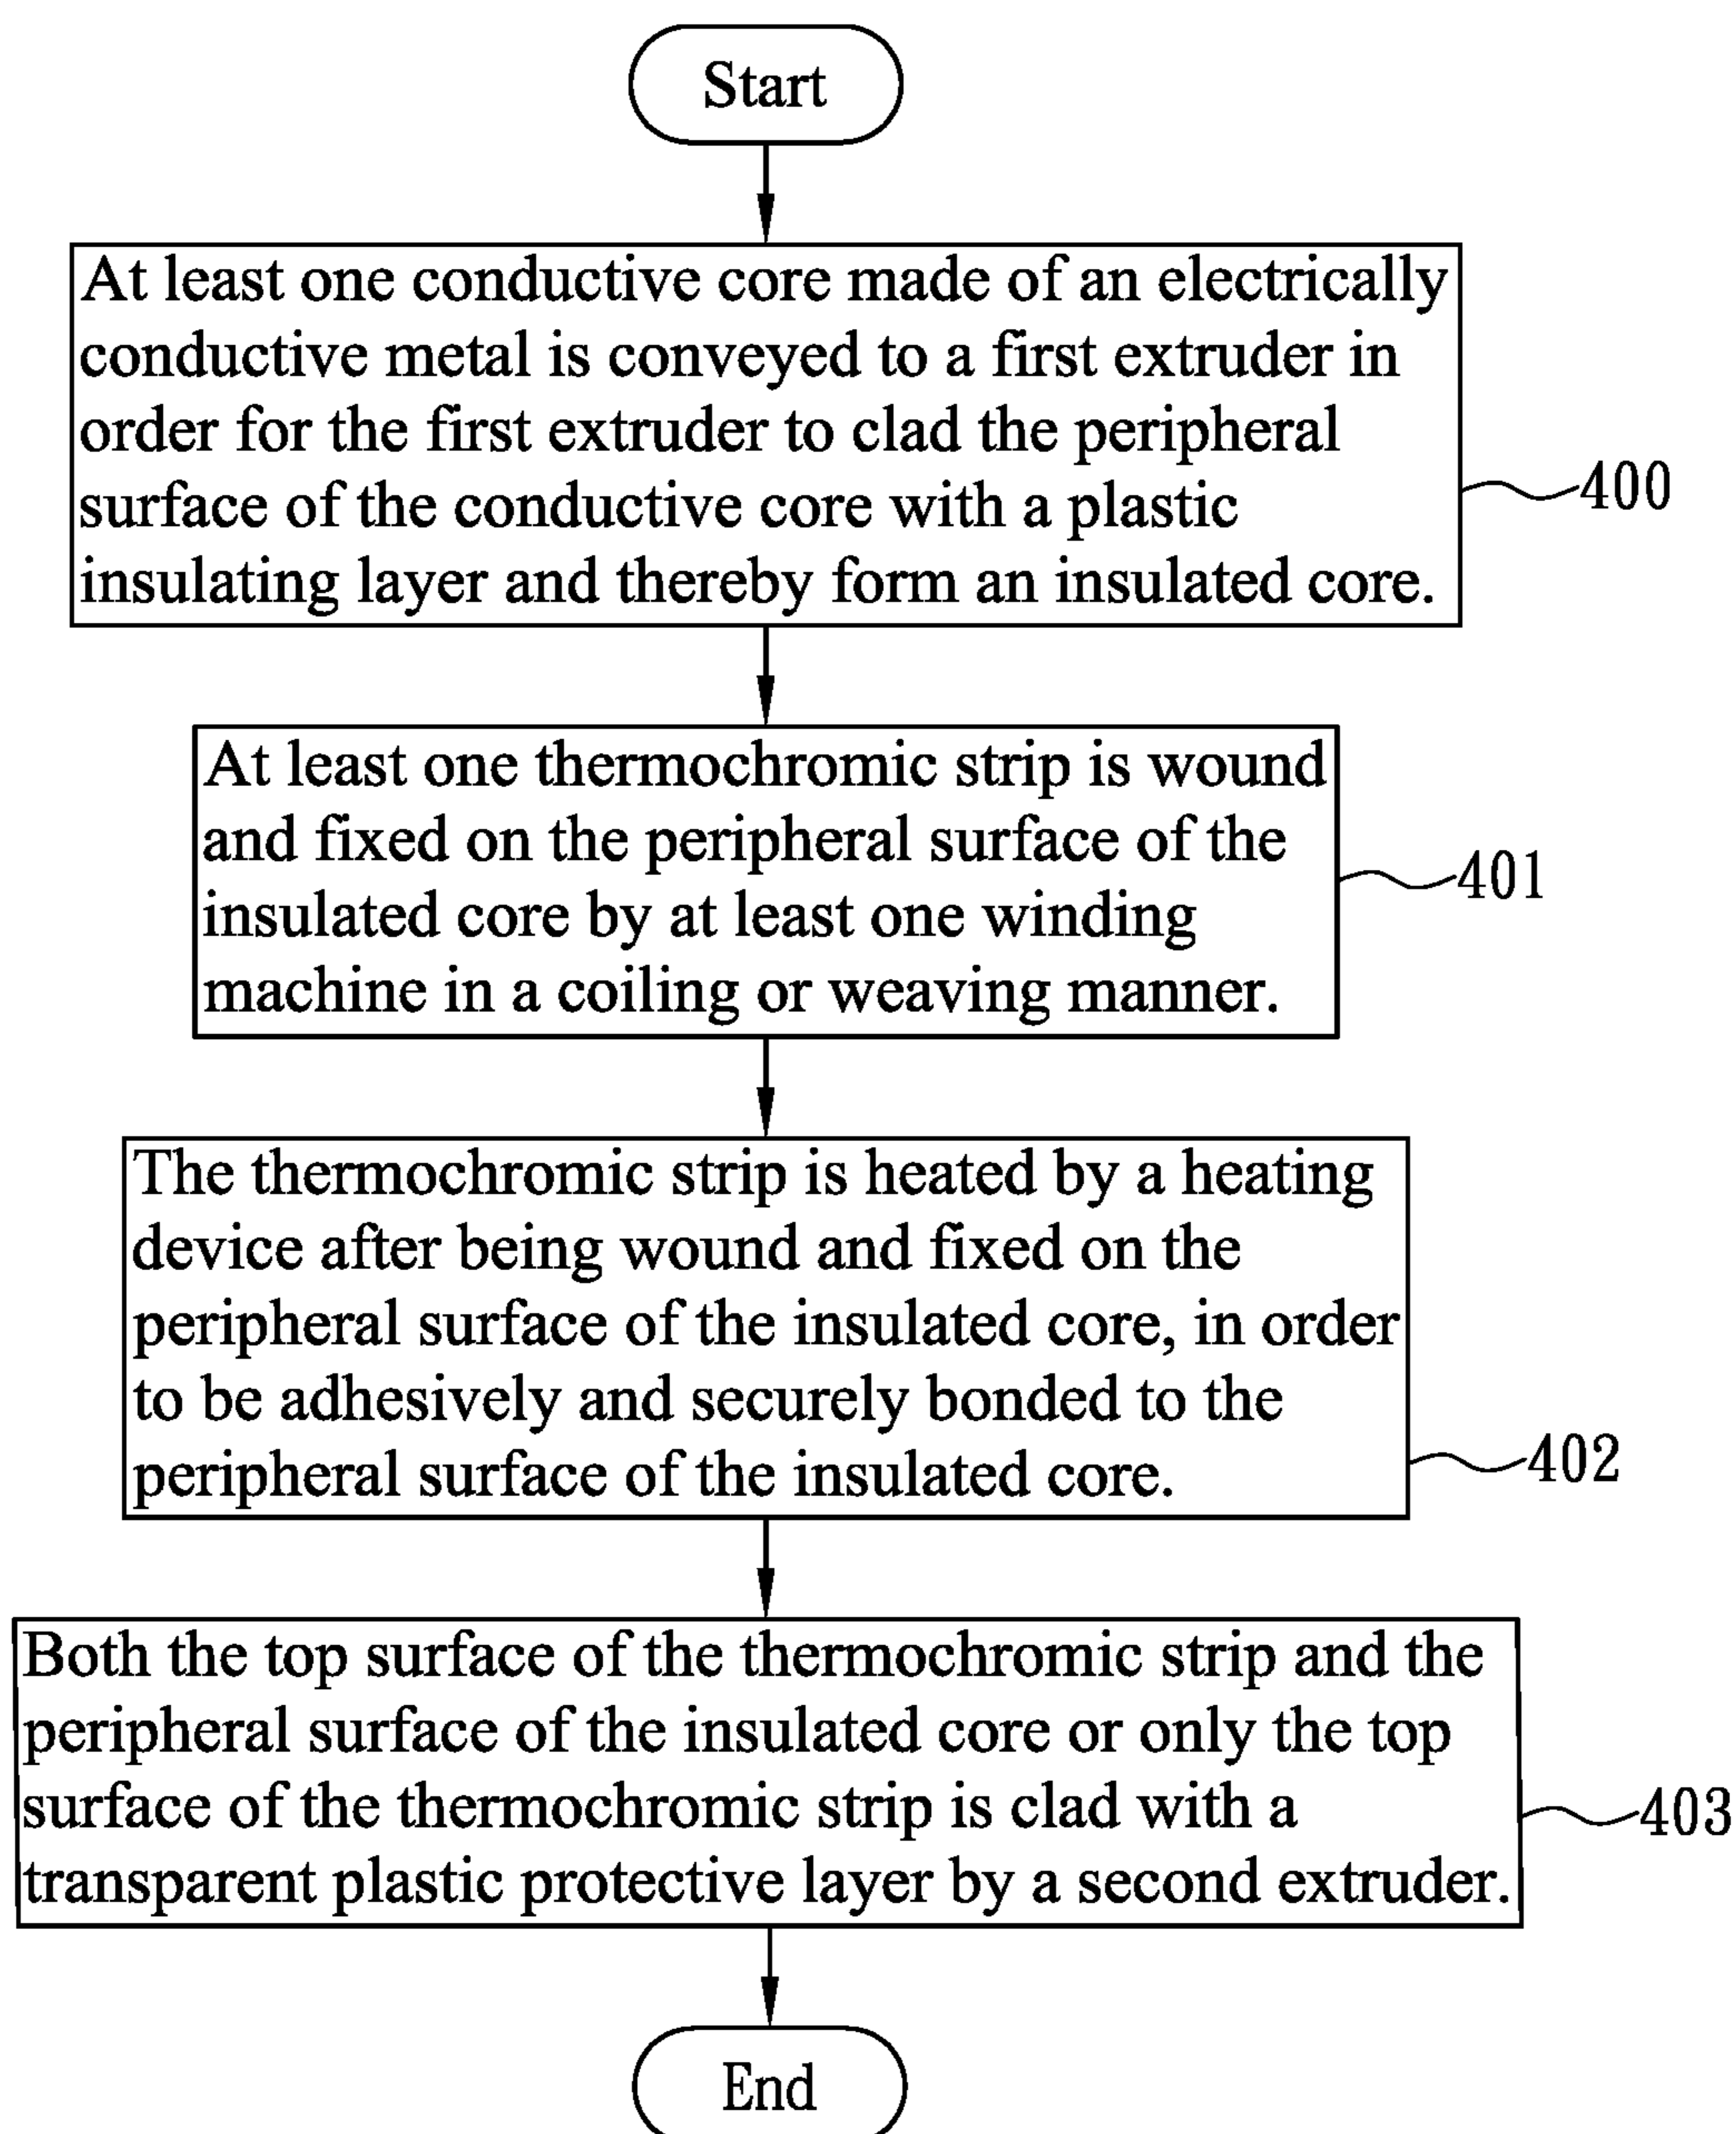 Start
At least one conductive core made of an electrically
conductive metal is conveyed to a first extruder in
order for the first extruder to clad the peripheral
surface of the conductive core with a plastic
insulating layer and thereby form an insulated core.
400
At least one thermochromic strip is wound
and fixed on the peripheral surface of the
insulated core by at least one winding
machine in a coiling or weaving manner.
401
The thermochromic strip is heated by a heating
device after being wound and fixed on the
peripheral surface of the insulated core, in order
to be adhesively and securely bonded to the
peripheral surface of the insulated core.
402
Both the top surface of the thermochromic strip and the
peripheral surface of the insulated core or only the top
surface of the thermochromic strip is clad with a
transparent plastic protective layer by a second extruder.
403
End